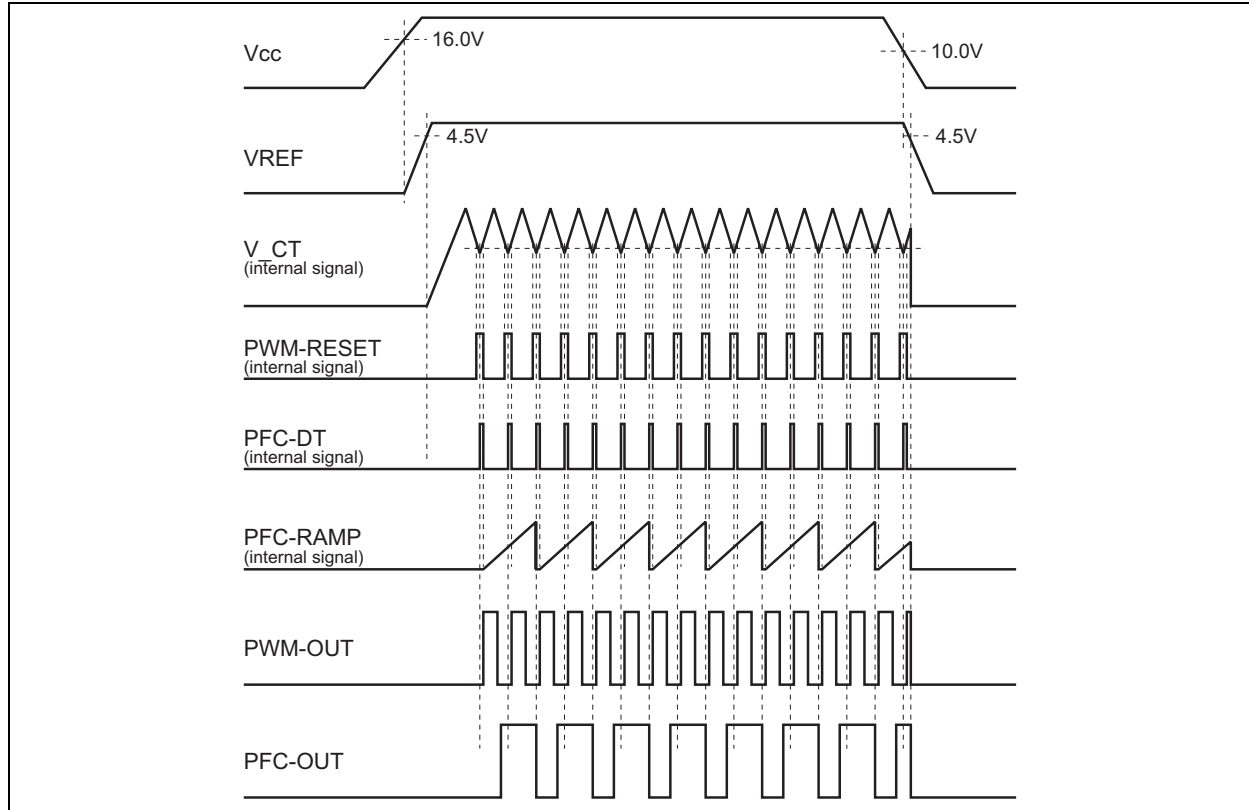 Vcc
16.0V
10.0V
VREF
4.5V
4.5V
V_CT
(internal signal)
PWM-RESET
(internal signal)
PFC-DT
(internal signal)
PFC-RAMP
(internal signal)
PWM-OUT
PFC-OUT